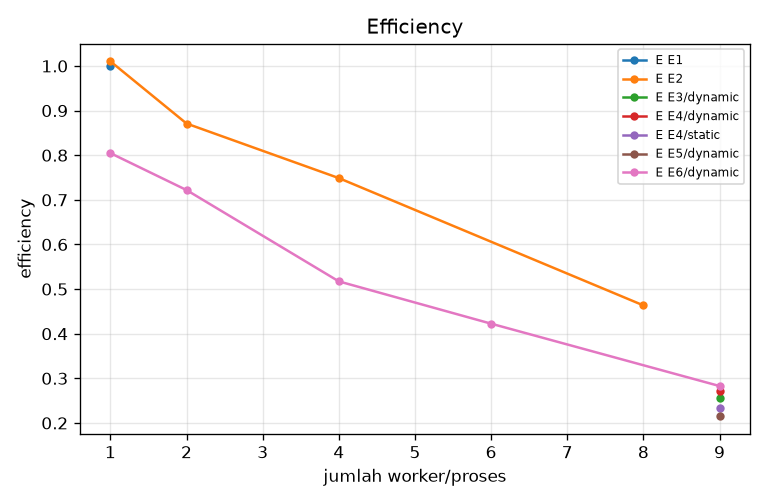 Efficiency
E E1
E E2
E E3/dynamic
E E4/dynamic
E E4/static
E E5/dynamic
E E6/dynamic
efficiency
1.0
0.9
0.8
0.7
0.6
0.5
0.4
0.3
0.2
1 2 3 4 5 6 7 8 9
jumlah worker/proses